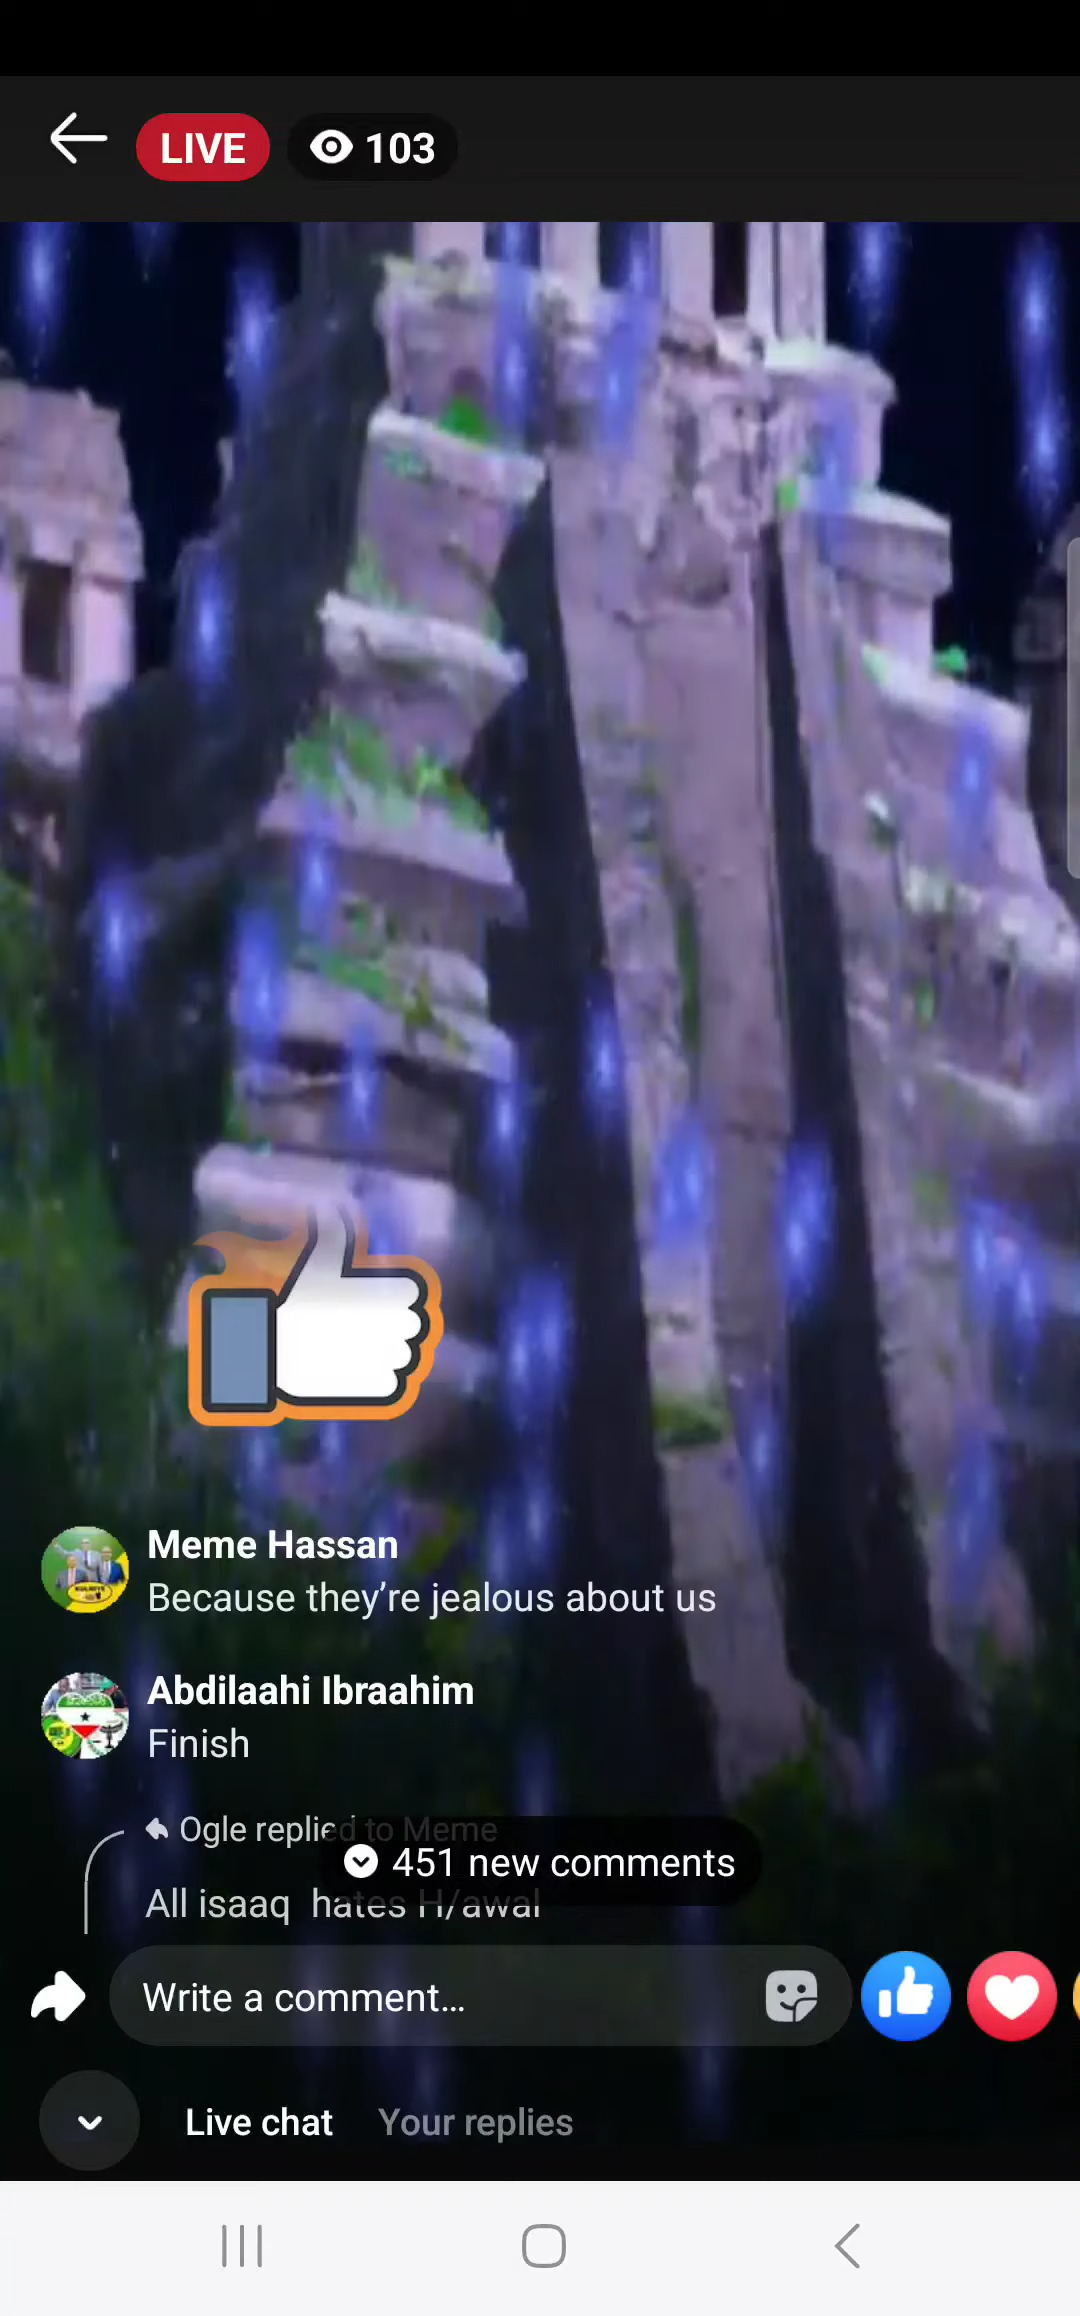 LIVE
103
Meme Hassan
Because they’re jealous about us
Abdilaahi Ibraahim
Finish
Ogle replied to Meme
451 new comments
All isaaq hates H/awal
Write a comment...
Live chat
Your replies